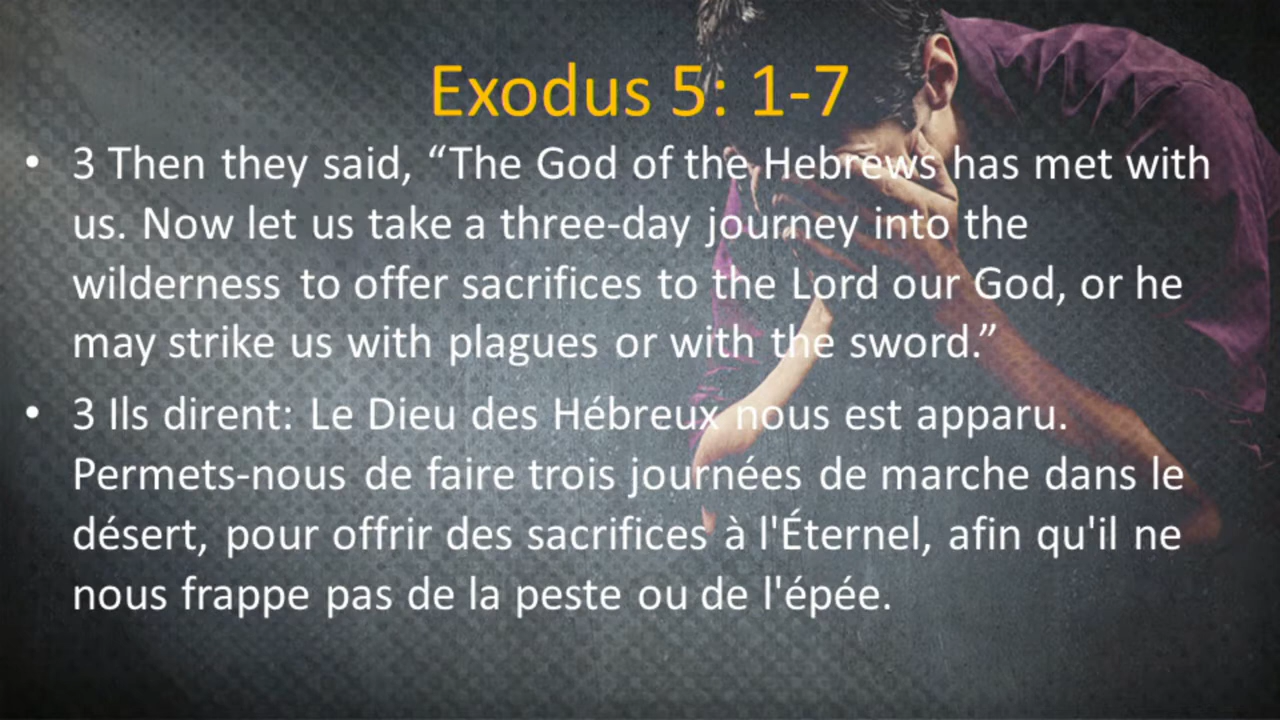 Exodus 5: 1-7
• 3 Then they said, “The God of the Hebrews has met with
us. Now let us take a three-day journey into the
wilderness to offer sacrifices to the Lord our God, or he
may strike us with plagues or with the sword.”
• 3 Ils dirent: Le Dieu des Hébreux nous est apparu.
Permets-nous de faire trois journées de marche dans le
désert, pour offrir des sacrifices à l'Éternel, afin qu'il ne
nous frappe pas de la peste ou de l'épée.